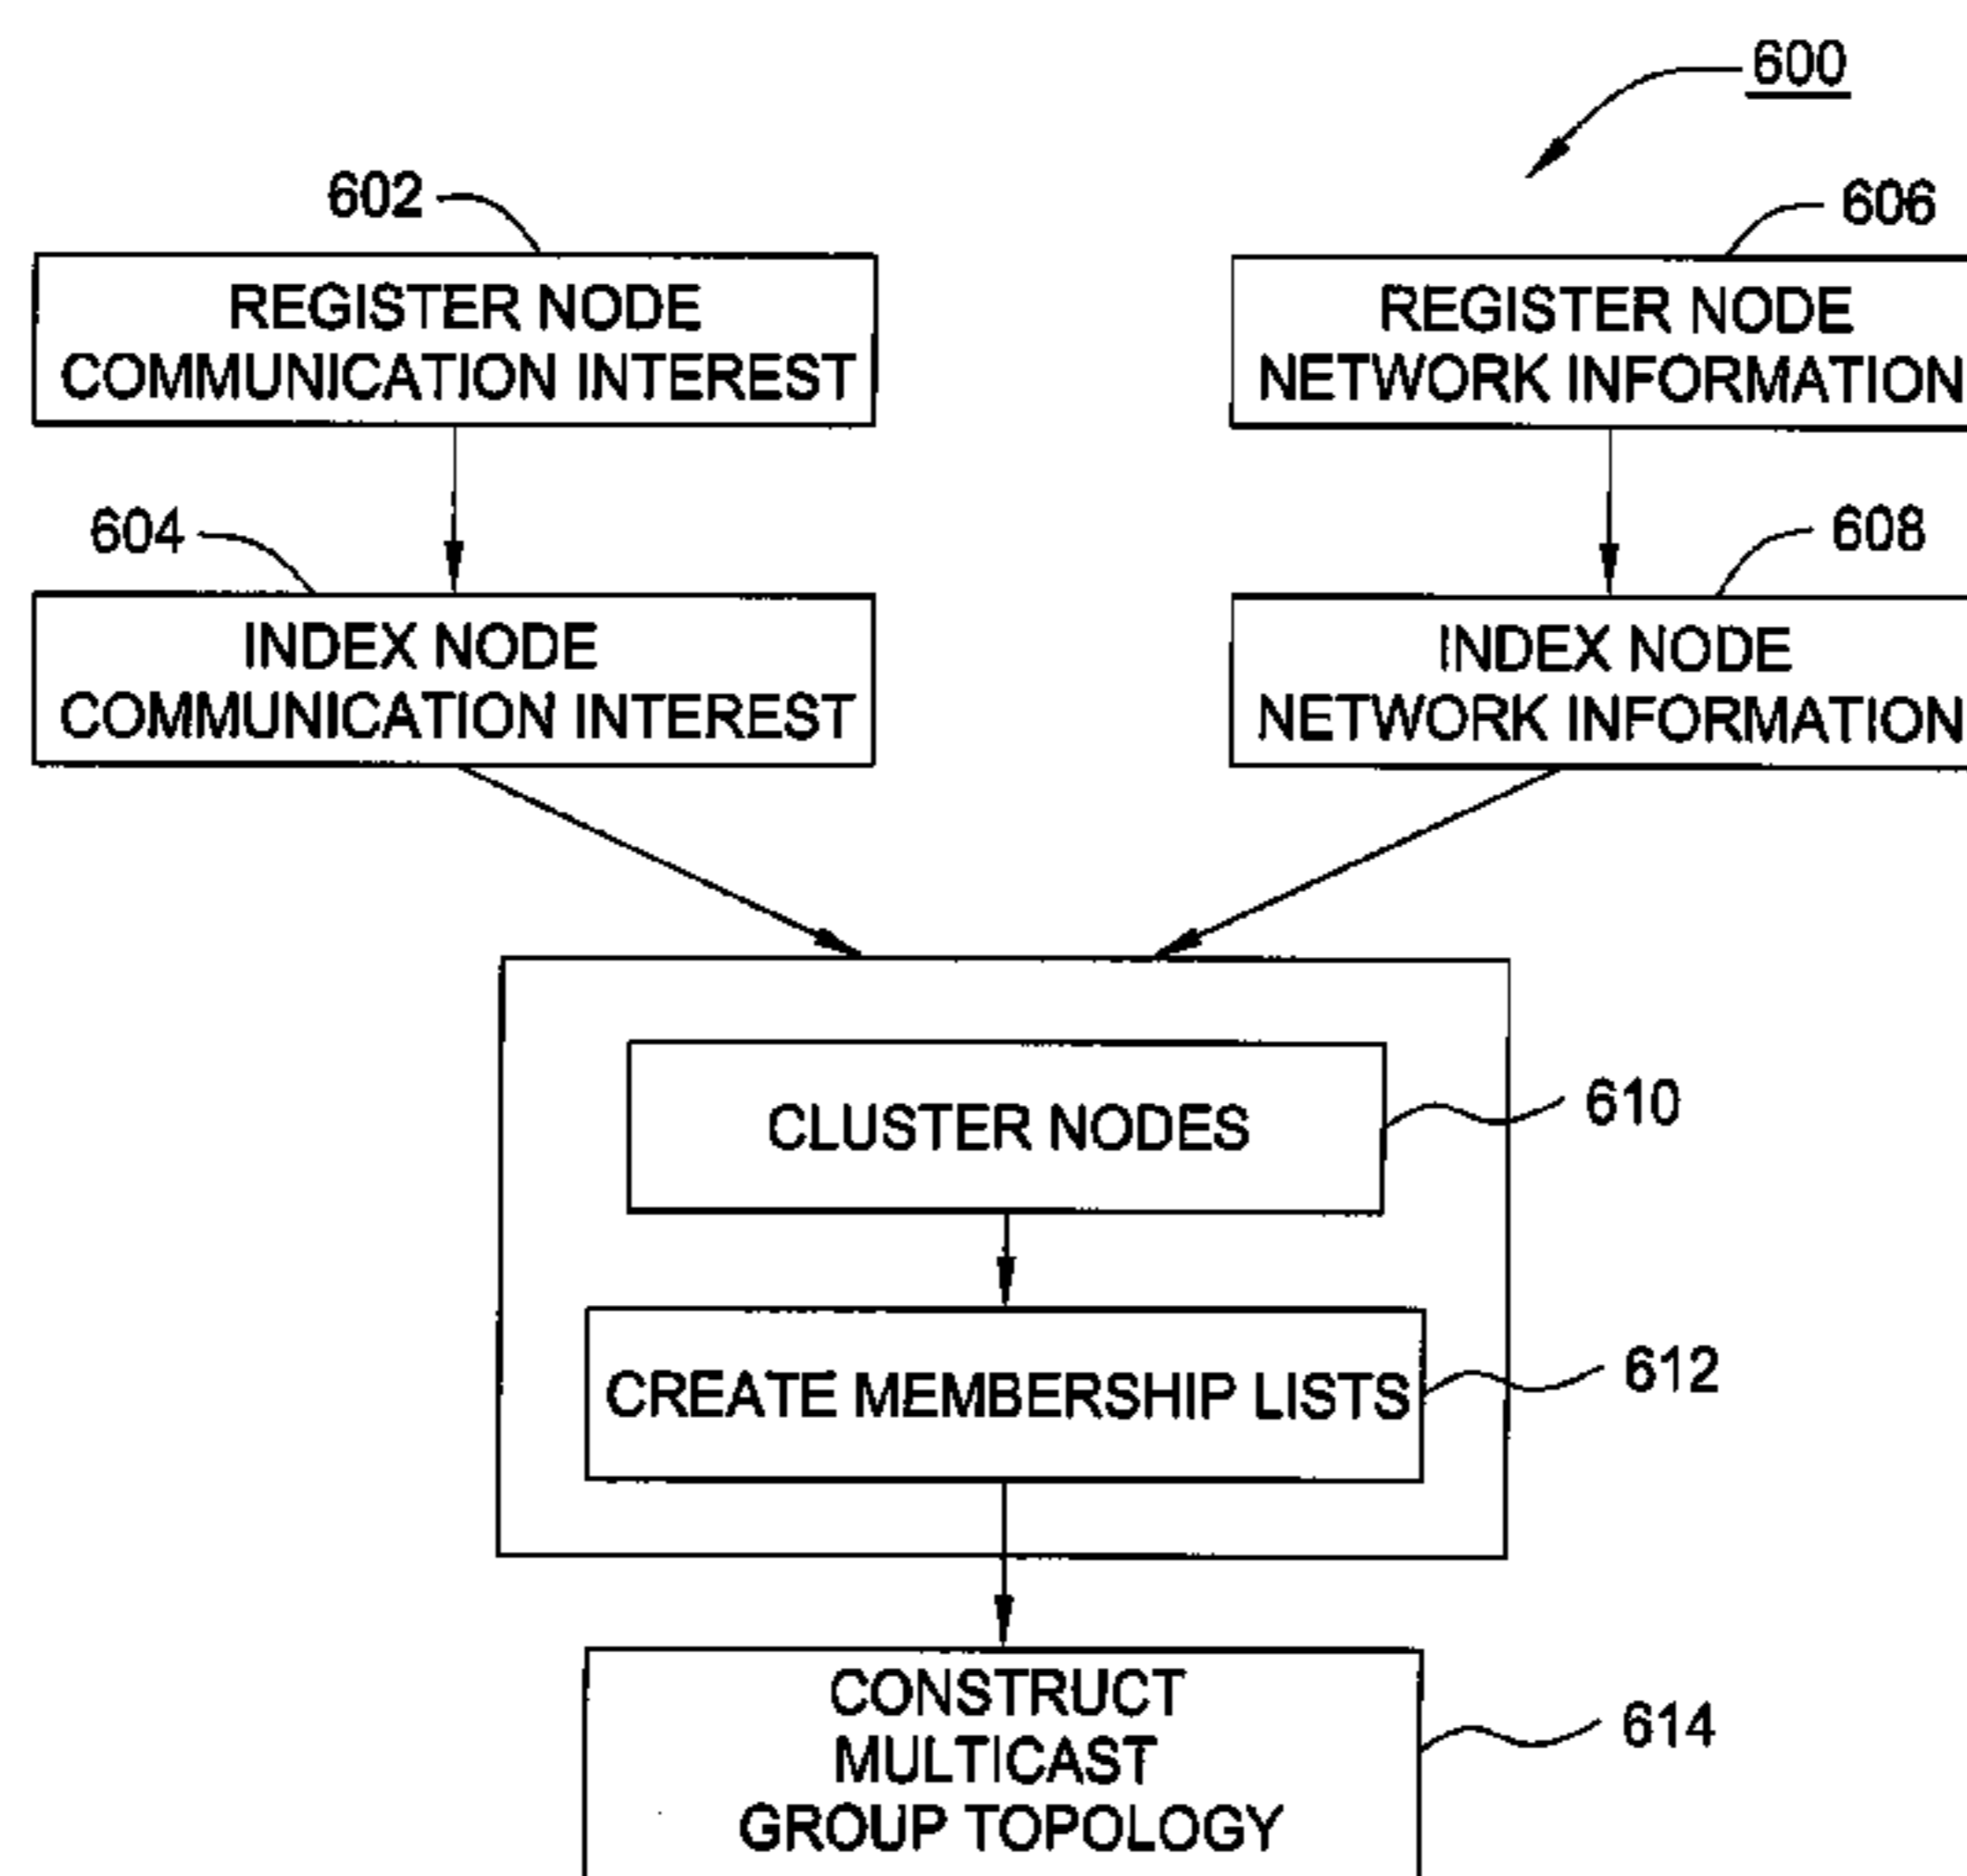 600
602
606
REGISTER NODE
COMMUNICATION INTEREST
REGISTER NODE
NETWORK INFORMATION
604
608
INDEX NODE
COMMUNICATION INTEREST
INDEX NODE
NETWORK INFORMATION
CLUSTER NODES
610
CREATE MEMBERSHIP LISTS
612
CONSTRUCT
MULTICAST
GROUP TOPOLOGY
614